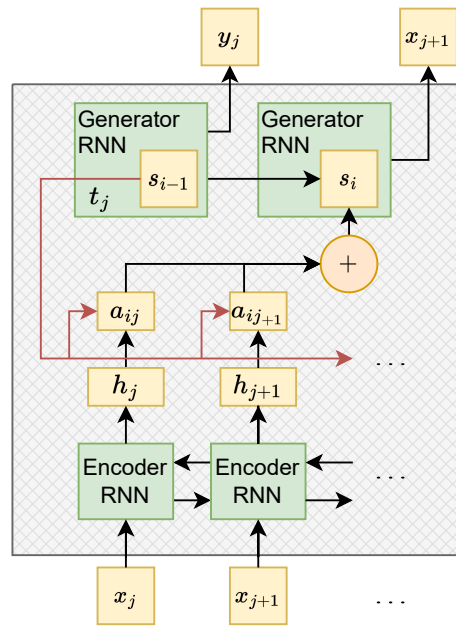 y_j x_{j+1}
Generator
RNN
Generator
RNN
s_{i-1} s_i
t_j
+
a_{ij} a_{ij_{+1}}
...
h_j h_{j+1}
Encoder
RNN
Encoder
RNN
...
x_j x_{j+1} ...